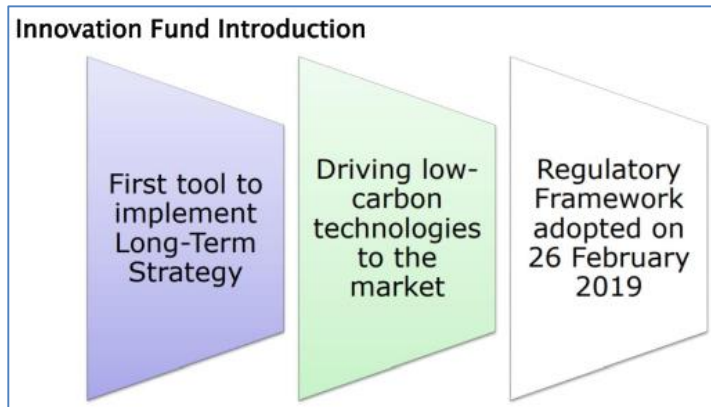 Innovation Fund Introduction
First tool to
implement
Long-Term
Strategy
Driving low-
carbon
technologies
to the
market
Regulatory
Framework
adopted on
26 February
2019